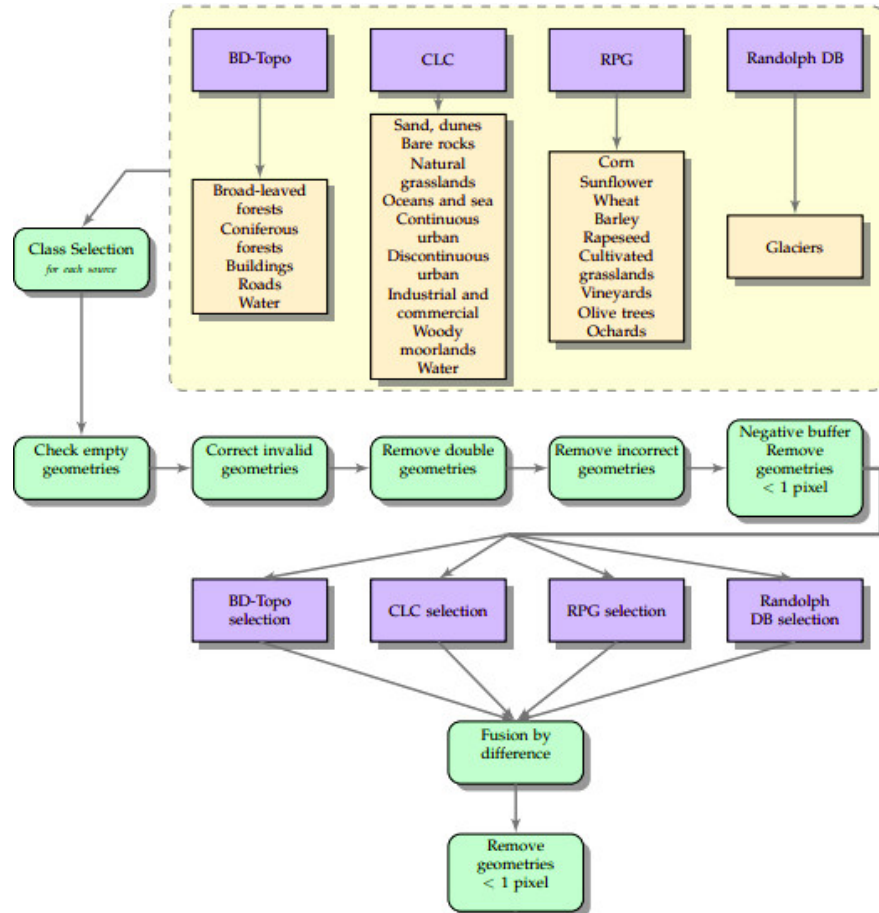 BD-Topo
CLC
RPG
Randolph DB
Broad-leaved
forests
Coniferous
forests
Buildings
Roads
Water
Sand, dunes
Bare rocks
Natural
grasslands
Oceans and sea
Continuous
urban
Discontinuous
urban
Industrial and
commercial
Woody
moorlands
Water
Corn
Sunflower
Wheat
Barley
Rapeseed
Cultivated
grasslands
Vineyards
Olive trees
Ochards
Glaciers
Class Selection
for each source
Check empty
geometries
Correct invalid
geometries
Remove double
geometries
Remove incorrect
geometries
Negative buffer
Remove
geometries
< 1 pixel
BD-Topo
selection
CLC selection
RPG selection
Randolph
DB selection
Fusion by
difference
Remove
geometries
< 1 pixel